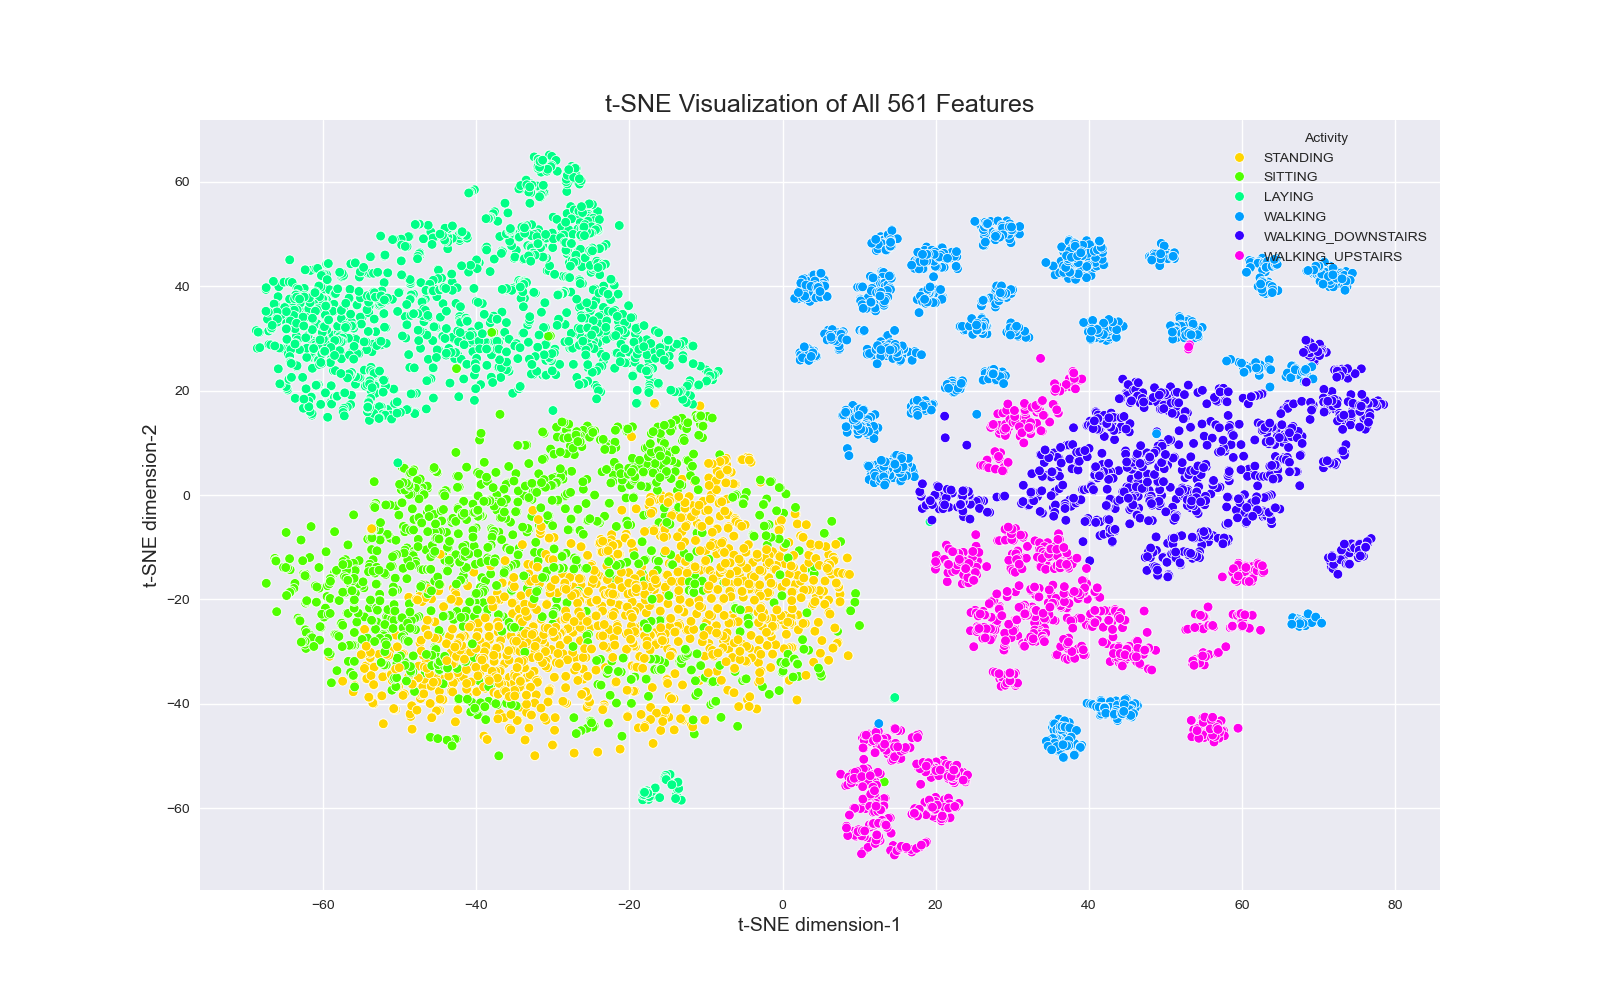 t-SNE Visualization of All 561 Features
Activity
STANDING
SITTING
LAYING
WALKING
WALKING_DOWNSTAIRS
WALKING_UPSTAIRS
60
40
20
0
−20
−40
−60
t-SNE dimension-2
−60 −40 −20 0 20 40 60 80
t-SNE dimension-1